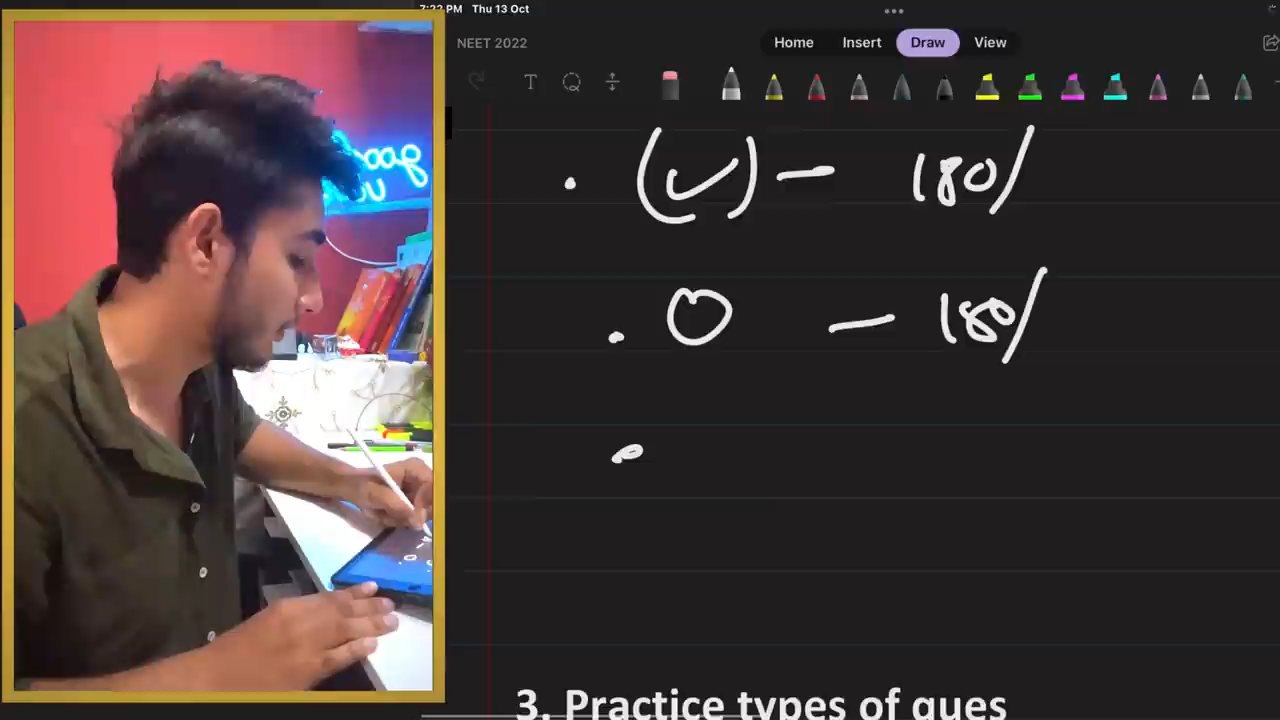 7:22 PM Thu 13 Oct
NEET 2022
Home Insert Draw View
T
. (✓) — 180/
. O — 180/
.
3. Practice types of ques